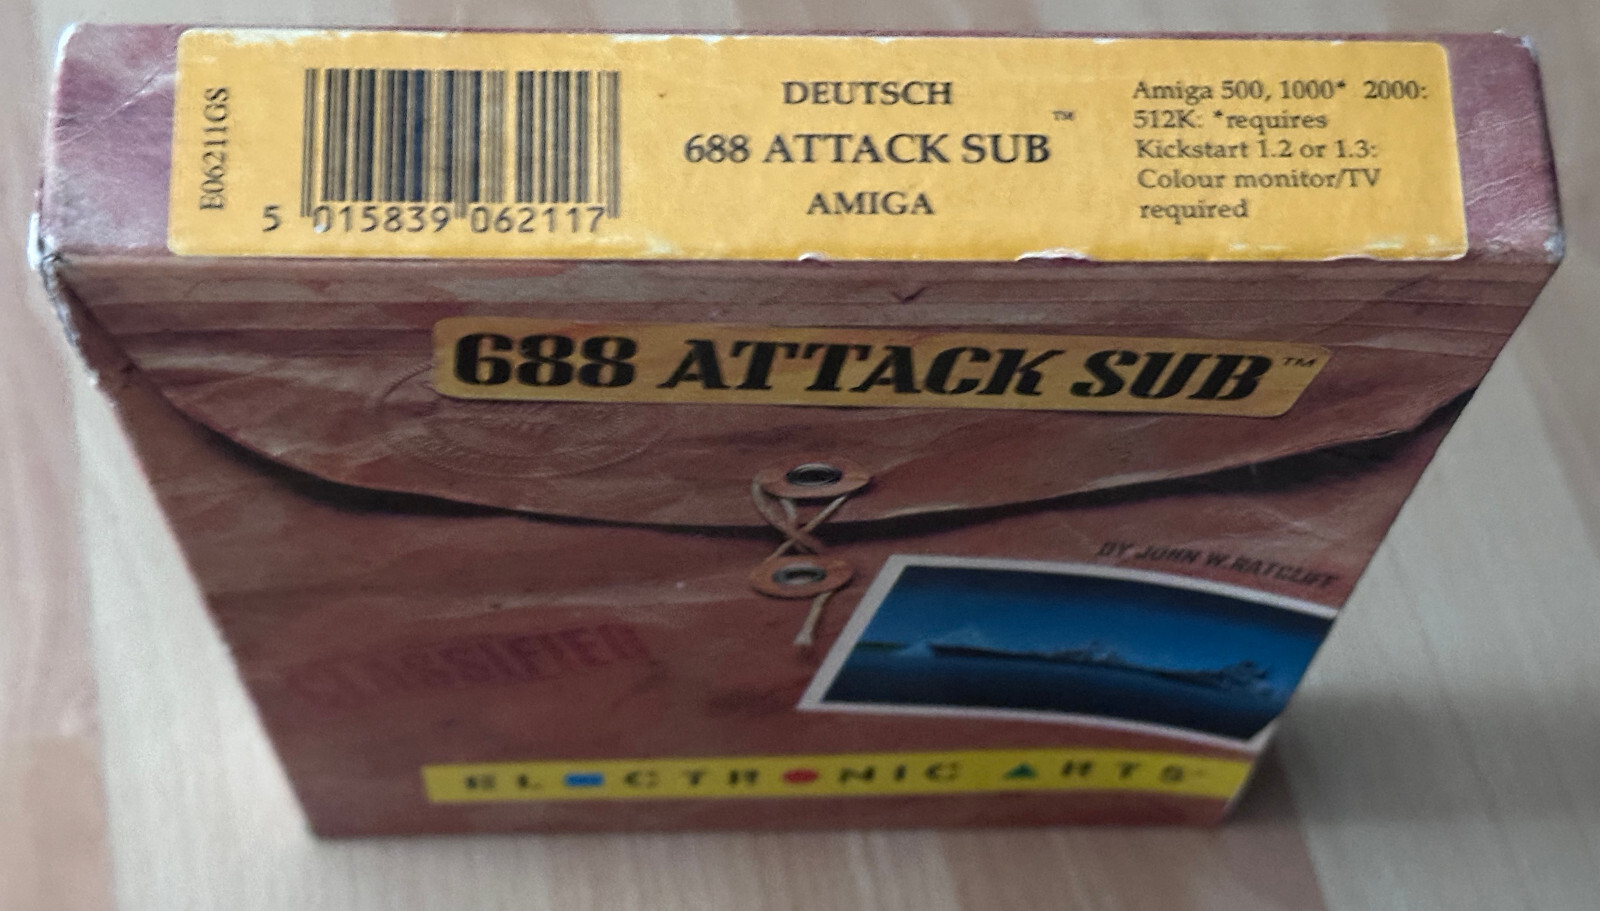 E06211GS
5 015839 062117
DEUTSCH
688 ATTACK SUB™
AMIGA
Amiga 500, 1000* 2000:
512K: *requires
Kickstart 1.2 or 1.3:
Colour monitor/TV
required
688 ATTACK SUB™
BY JOHN W. RATCLIFF
CLASSIFIED
ELECTRONIC ARTS